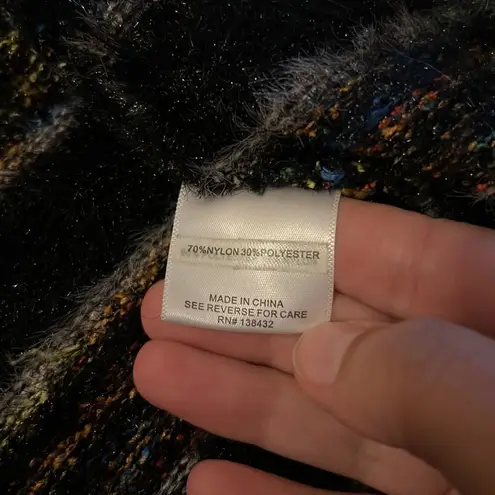 70%NYLON 30%POLYESTER
MADE IN CHINA
SEE REVERSE FOR CARE
RN# 138432